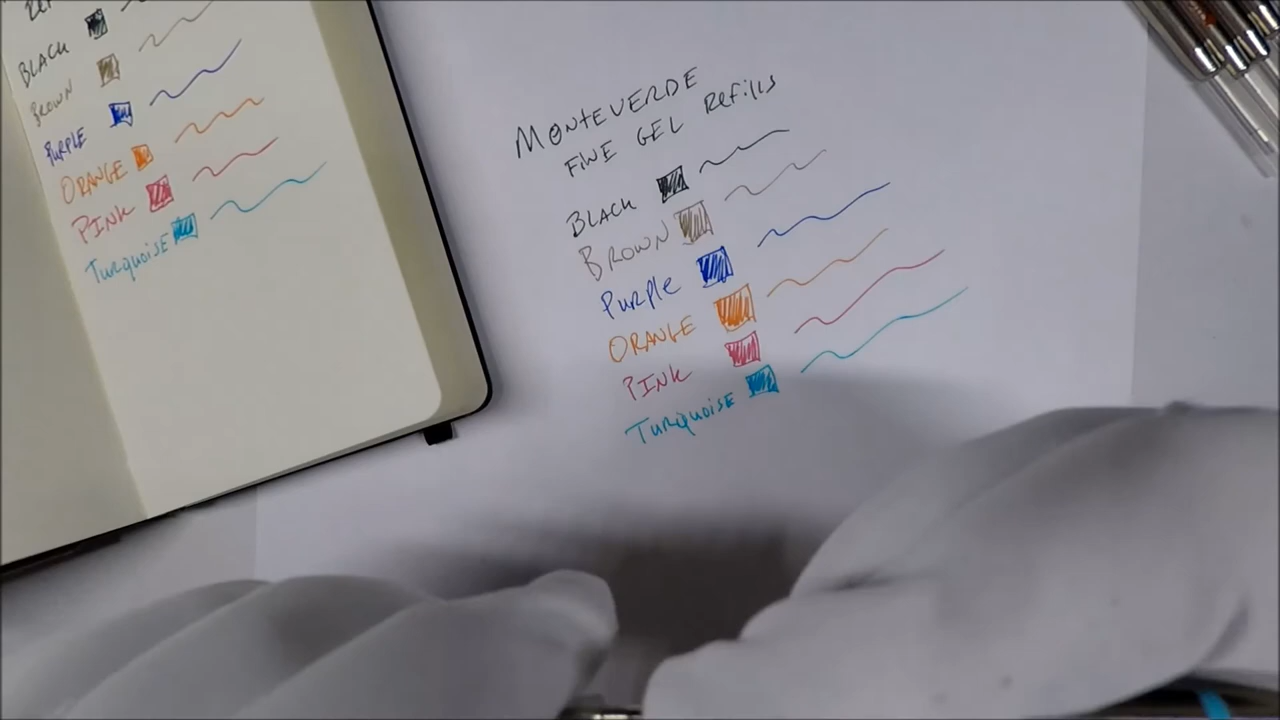 BLACK
BROWN
PURPLE
ORANGE
PINK
TurquoisE
MONtEVERDE
FINE GEL Refills
BLACK
BROWN
Purple
ORANGE
PINK
TurquoisE